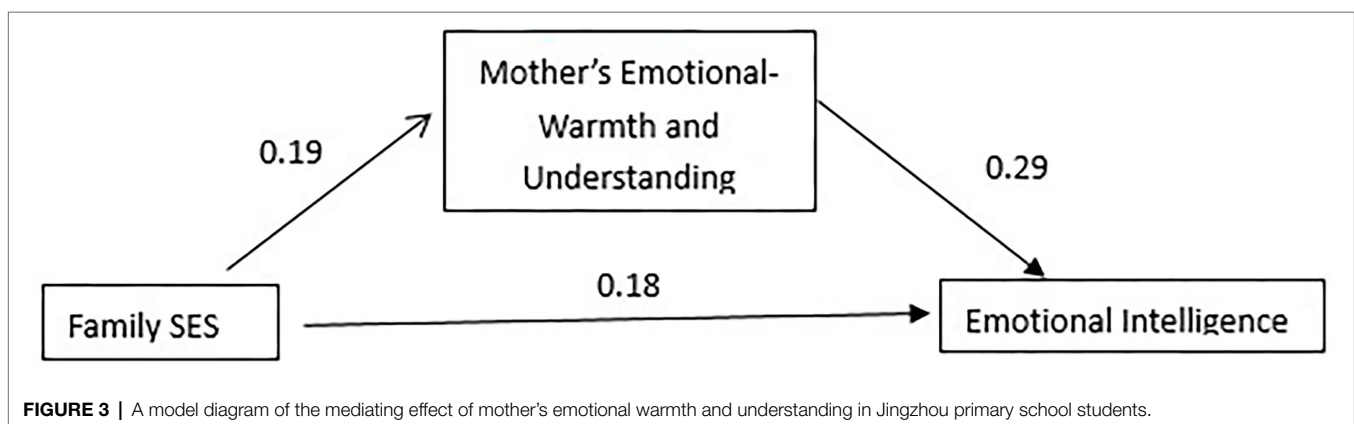 Mother's Emotional-
Warmth and
Understanding
0.19
0.29
0.18
Family SES
Emotional Intelligence
FIGURE 3 | A model diagram of the mediating effect of mother's emotional warmth and understanding in Jingzhou primary school students.